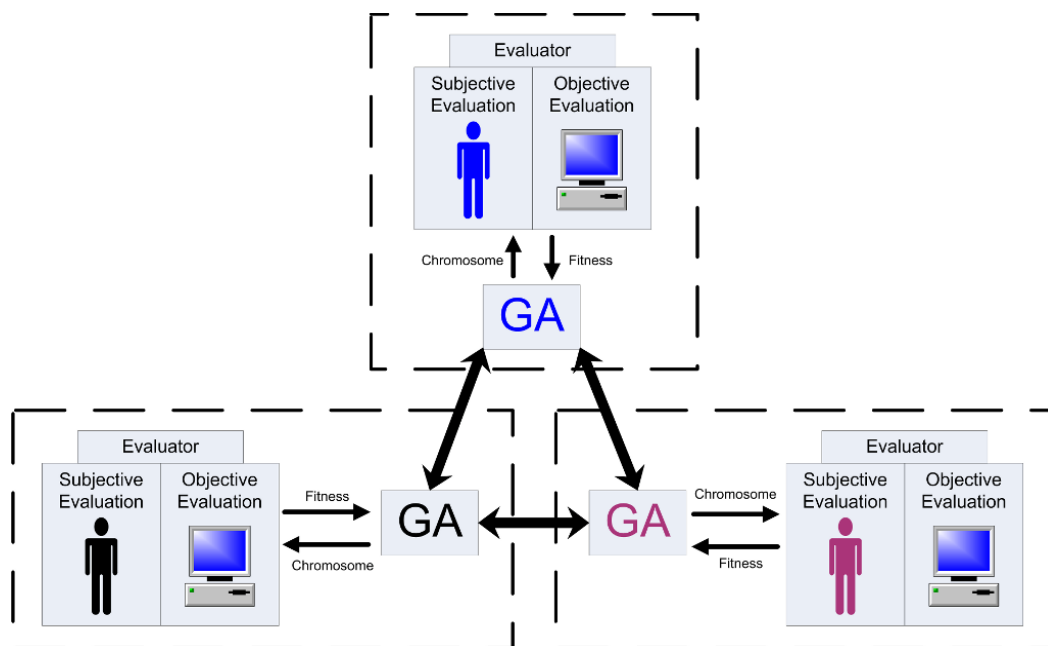 Evaluator
Subjective
Evaluation
Objective
Evaluation
Chromosome
Fitness
GA
Evaluator
Subjective
Evaluation
Objective
Evaluation
Fitness
Chromosome
GA
GA
Chromosome
Fitness
Evaluator
Subjective
Evaluation
Objective
Evaluation